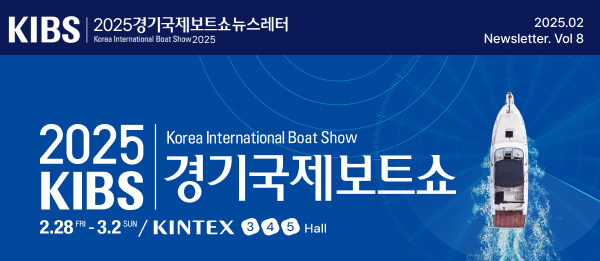 KIBS 2025경기국제보트쇼뉴스레터
Korea International Boat Show 2025
2025.02
Newsletter. Vol 8
2025
KIBS
Korea International Boat Show
경기국제보트쇼
2.28 FRI - 3.2 SUN / KINTEX 3 4 5 Hall